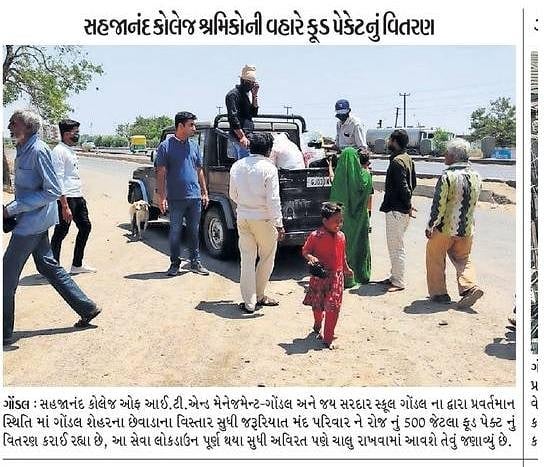 સહજાનંદ કોલેજ શ્રમિકોની વહારે ફૂડ પેકેટનું વિતરણ
ગોંડલ : સહજાનંદ કોલેજ ઓફ આઈ.ટી.એન્ડ મેનેજમેન્ટ-ગોંડલ અને જય સરદાર સ્કૂલ ગોંડલ ના દ્વારા પ્રવર્તમાન
સ્થિતિ માં ગોંડલ શહેરના છેવાડાના વિસ્તાર સુધી જરૂરિયાત મંદ પરિવાર ને રોજ નું 500 જેટલા ફૂડ પેક્ટ નું
વિતરણ કરાઈ રહ્યા છે, આ સેવા લોકડાઉન પૂર્ણ થયા સુધી અવિરત પણે ચાલુ રાખવામાં આવશે તેવું જણાવ્યું છે.